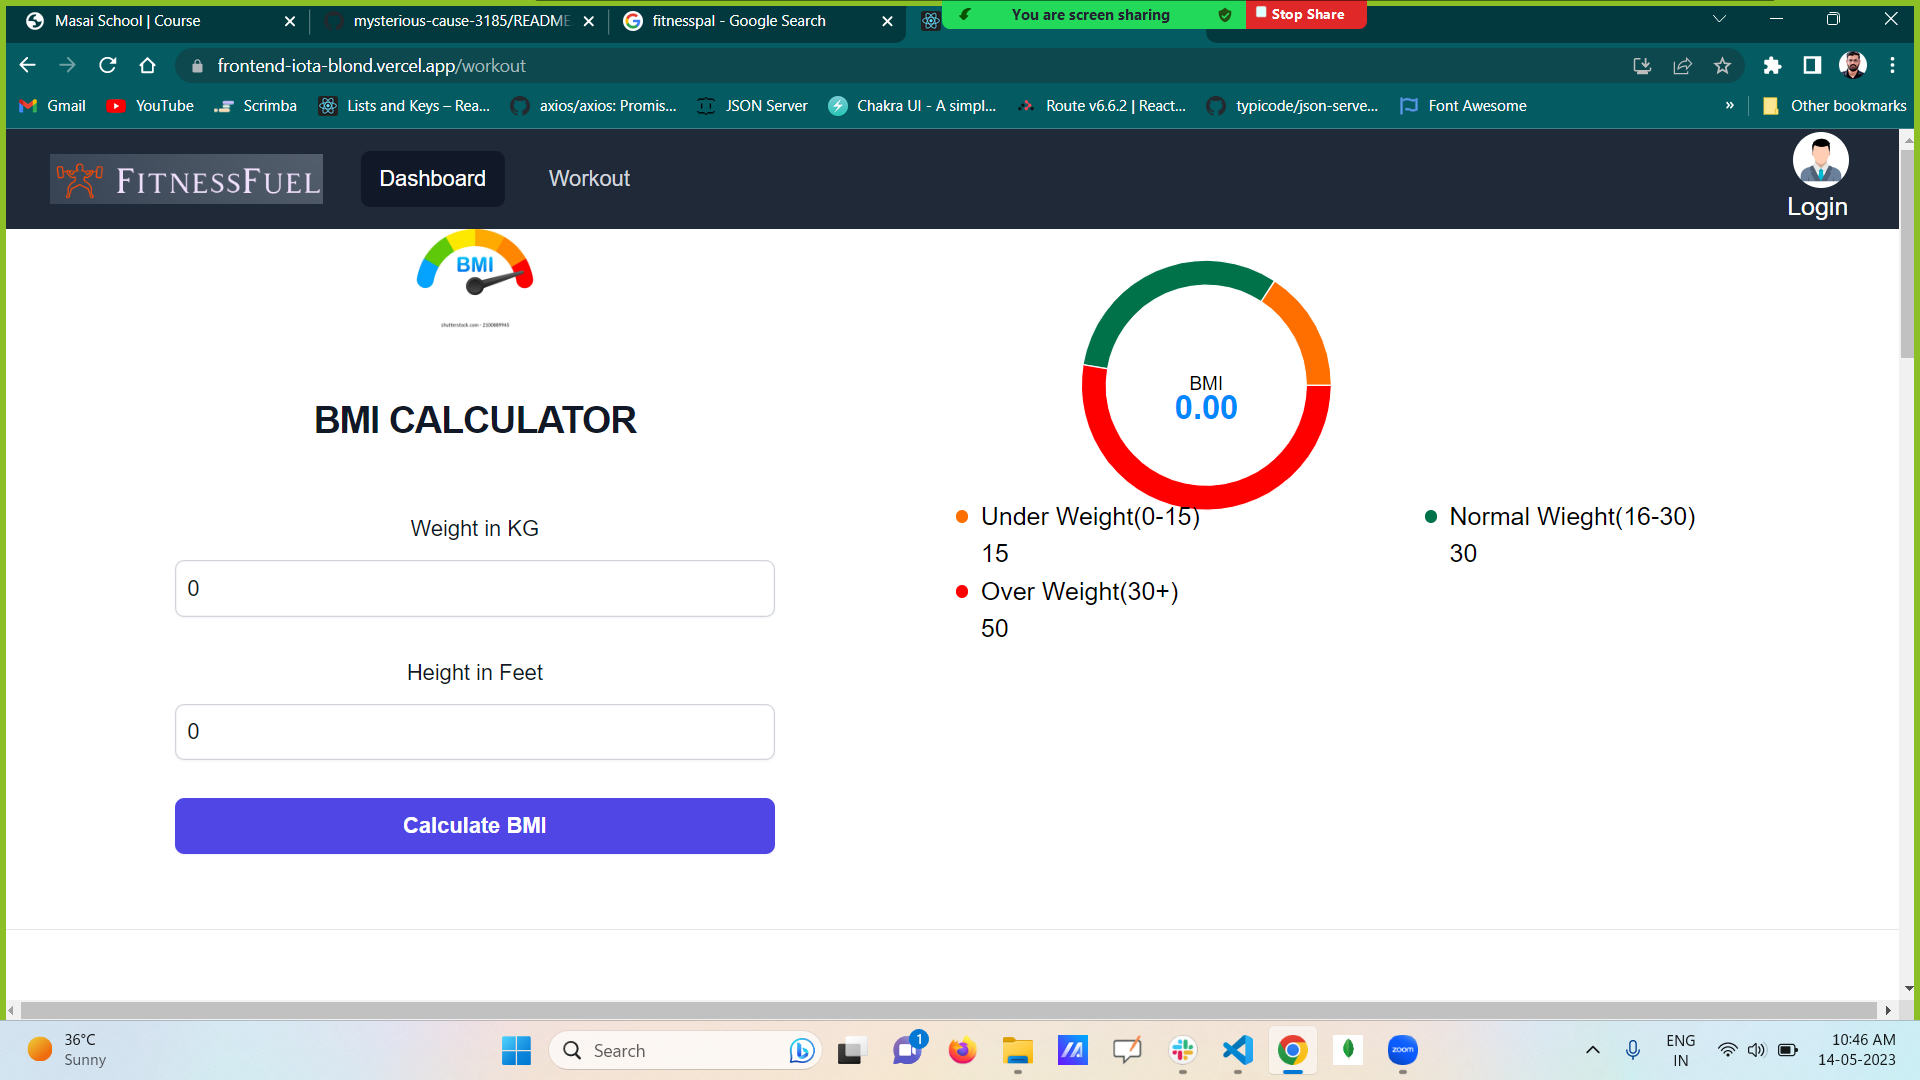 Masai School | Course
mysterious-cause-3185/README
fitnesspal - Google Search
You are screen sharing
Stop Share
frontend-iota-blond.vercel.app/workout
Gmail
YouTube
Scrimba
Lists and Keys – Rea...
axios/axios: Promis...
JSON Server
Chakra UI - A simpl...
Route v6.6.2 | React...
typicode/json-serve...
Font Awesome
»
Other bookmarks
FITNESSFUEL
Dashboard
Workout
Login
BMI
shutterstock.com · 2100889945
BMI CALCULATOR
Weight in KG
0
Height in Feet
0
Calculate BMI
BMI
0.00
Under Weight(0-15)
15
Normal Wieght(16-30)
30
Over Weight(30+)
50
36°C
Sunny
Search
1
zoom
ENG
IN
10:46 AM
14-05-2023